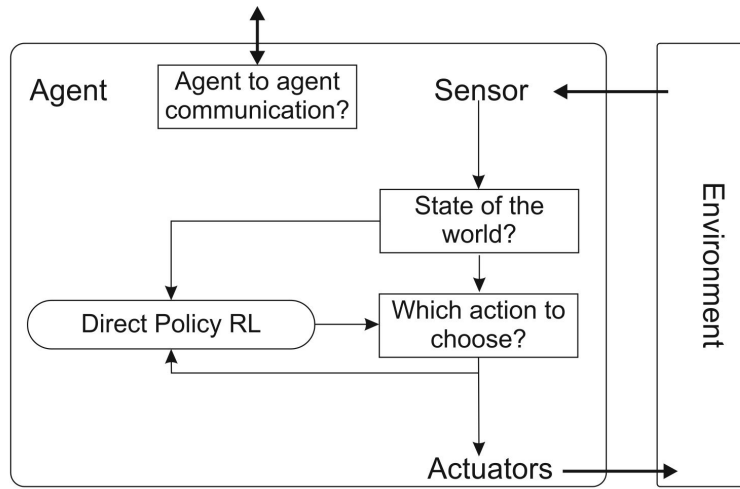 Agent
Agent to agent
communication?
Sensor
State of the
world?
Direct Policy RL
Which action to
choose?
Actuators
Environment